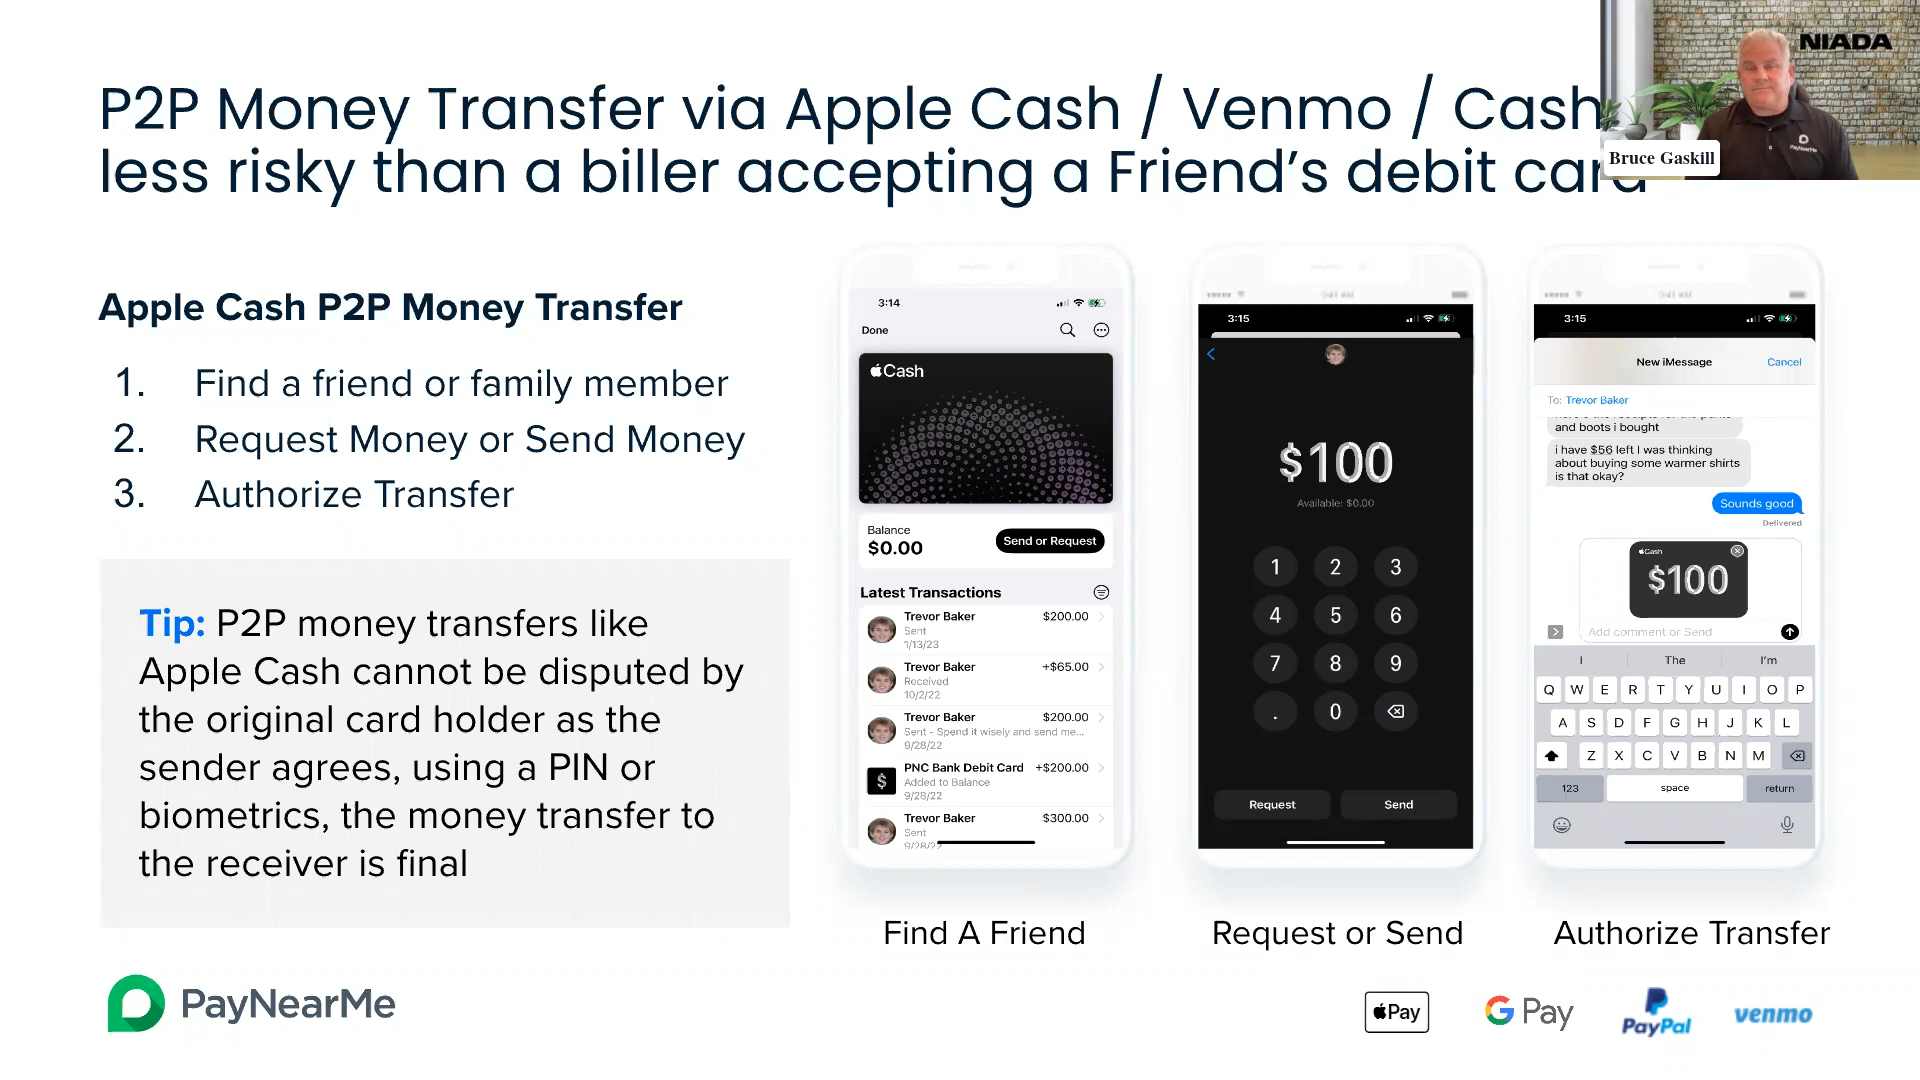 P2P Money Transfer via Apple Cash / Venmo / Cash
less risky than a biller accepting a Friend's debit card
NIADA
PayNearMe
Bruce Gaskill
Apple Cash P2P Money Transfer
1. Find a friend or family member
2. Request Money or Send Money
3. Authorize Transfer
Tip: P2P money transfers like
Apple Cash cannot be disputed by
the original card holder as the
sender agrees, using a PIN or
biometrics, the money transfer to
the receiver is final
3:14
Done
Cash
Balance
$0.00
Send or Request
Latest Transactions
Trevor Baker $200.00
Sent
1/13/23
Trevor Baker +$65.00
Received
10/2/22
Trevor Baker $200.00
Sent - Spend it wisely and send me...
9/28/22
PNC Bank Debit Card +$200.00
Added to Balance
9/28/22
Trevor Baker $300.00
Sent
9/28/22
Find A Friend
9:41 AM
3:15
$100
Available: $0.00
1 2 3
4 5 6
7 8 9
. 0
Request Send
Request or Send
9:41 AM
3:15
New iMessage Cancel
To: Trevor Baker
and boots i bought
i have $56 left I was thinking
about buying some warmer shirts
is that okay?
Sounds good
Delivered
Cash
$100
Add comment or Send
I The I'm
Q W E R T Y U I O P
A S D F G H J K L
Z X C V B N M
123 space return
Authorize Transfer
PayNearMe
Pay
G Pay
PayPal
venmo